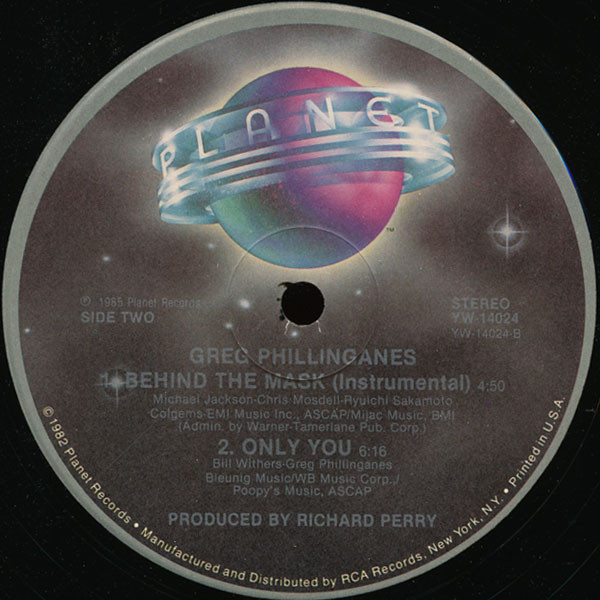 PLANET
™
℗ 1985 Planet Records
SIDE TWO
STEREO
YW-14024
YW-14024-B
GREG PHILLINGANES
1. BEHIND THE MASK (Instrumental) 4:50
Michael Jackson-Chris Mosdell-Ryuichi Sakamoto
Colgems EMI Music Inc., ASCAP/Mijac Music, BMI
(Admin. by Warner-Tamerlane Pub. Corp.)
2. ONLY YOU 6:16
Bill Withers-Greg Phillinganes
Bleunig Music/WB Music Corp./
Poopy's Music, ASCAP
PRODUCED BY RICHARD PERRY
© 1982 Planet Records. • Manufactured and Distributed by RCA Records, New York, N.Y. • Printed in U.S.A.